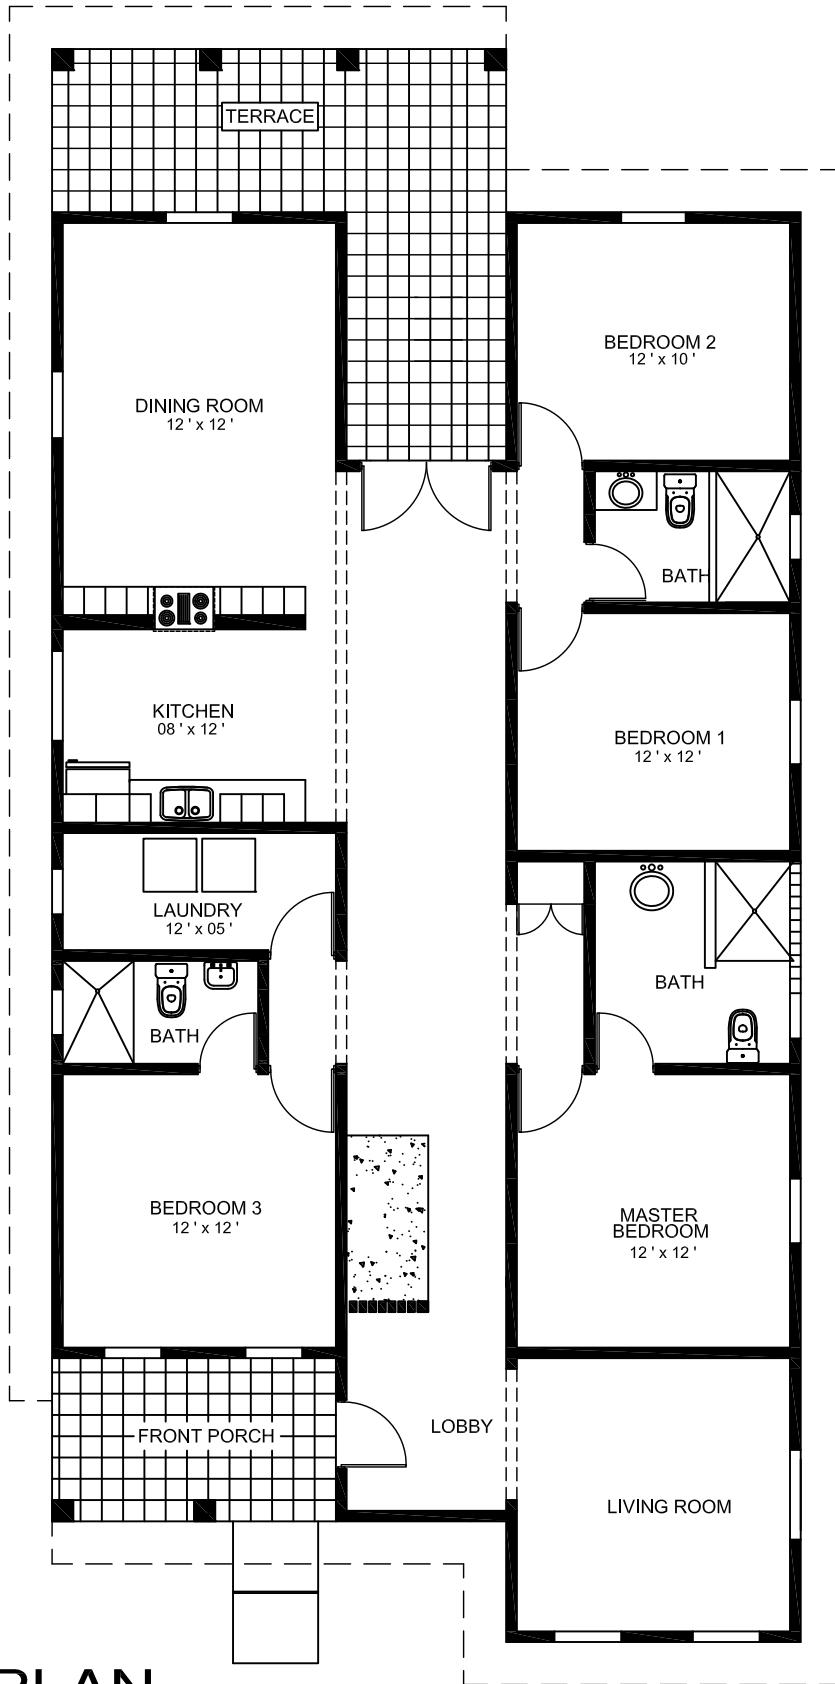 TERRACE
BEDROOM 2
12 ' x 10 '
DINING ROOM
12 ' x 12 '
BATH
KITCHEN
08 ' x 12 '
BEDROOM 1
12 ' x 12 '
LAUNDRY
12 ' x 05 '
BATH
BATH
BEDROOM 3
12 ' x 12 '
MASTER
BEDROOM
12 ' x 12 '
LOBBY
FRONT PORCH
LIVING ROOM
PLAN